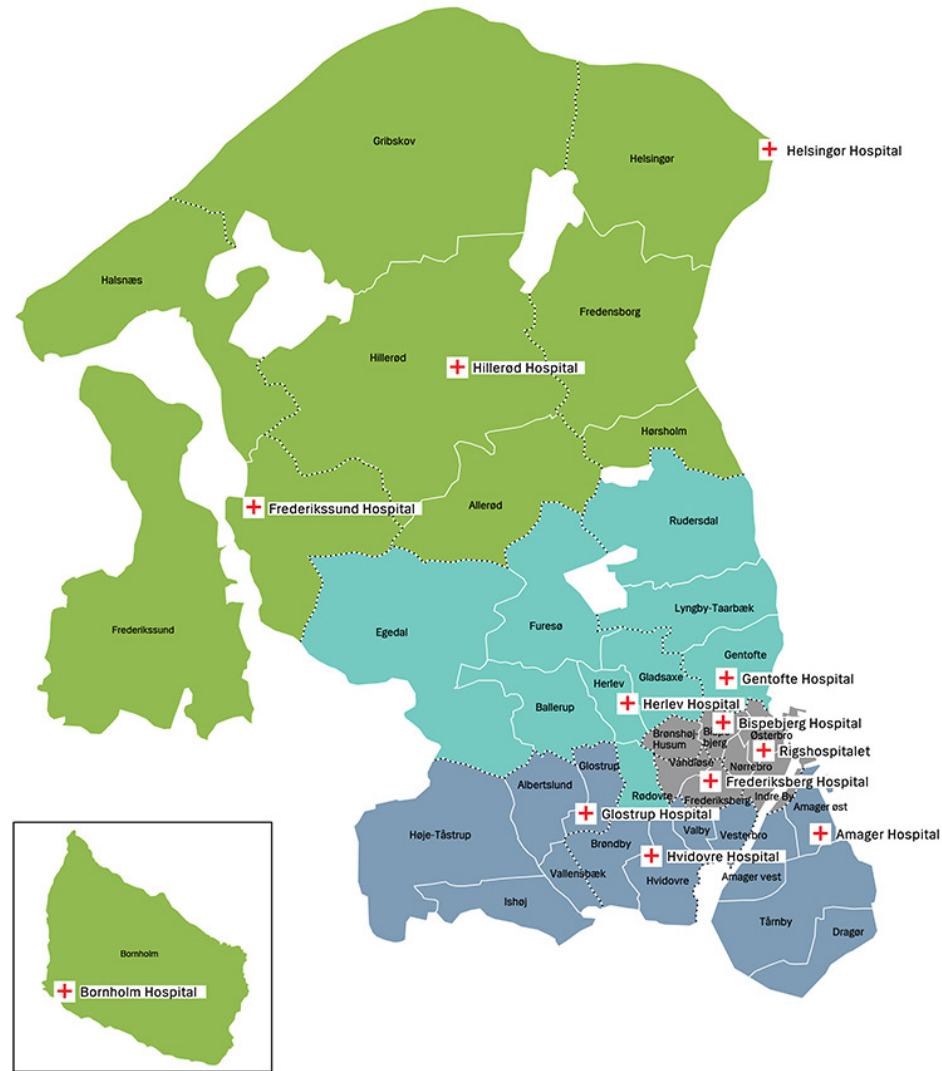 Gribskov
Helsingør
Helsingør Hospital
Halsnæs
Fredensborg
Hillerød
Hillerød Hospital
Hørsholm
Frederikssund Hospital
Allerød
Rudersdal
Lyngby-Taarbæk
Frederikssund
Egedal
Furesø
Gentofte
Gladsaxe
Gentofte Hospital
Herlev
Herlev Hospital
Ballerup
Bispebjerg Hospital
Brønshøj-
Husum
Bispe
bjerg
Østerbro
Rigshospitalet
Nørrebro
Vanløse
Glostrup
Frederiksberg Hospital
Albertslund
Rødovre
Frederiksberg
Indre By
Amager øst
Glostrup Hospital
Høje-Tåstrup
Valby
Vesterbro
Amager Hospital
Brøndby
Hvidovre Hospital
Vallensbæk
Hvidovre
Amager vest
Ishøj
Tårnby
Dragør
Bornholm
Bornholm Hospital